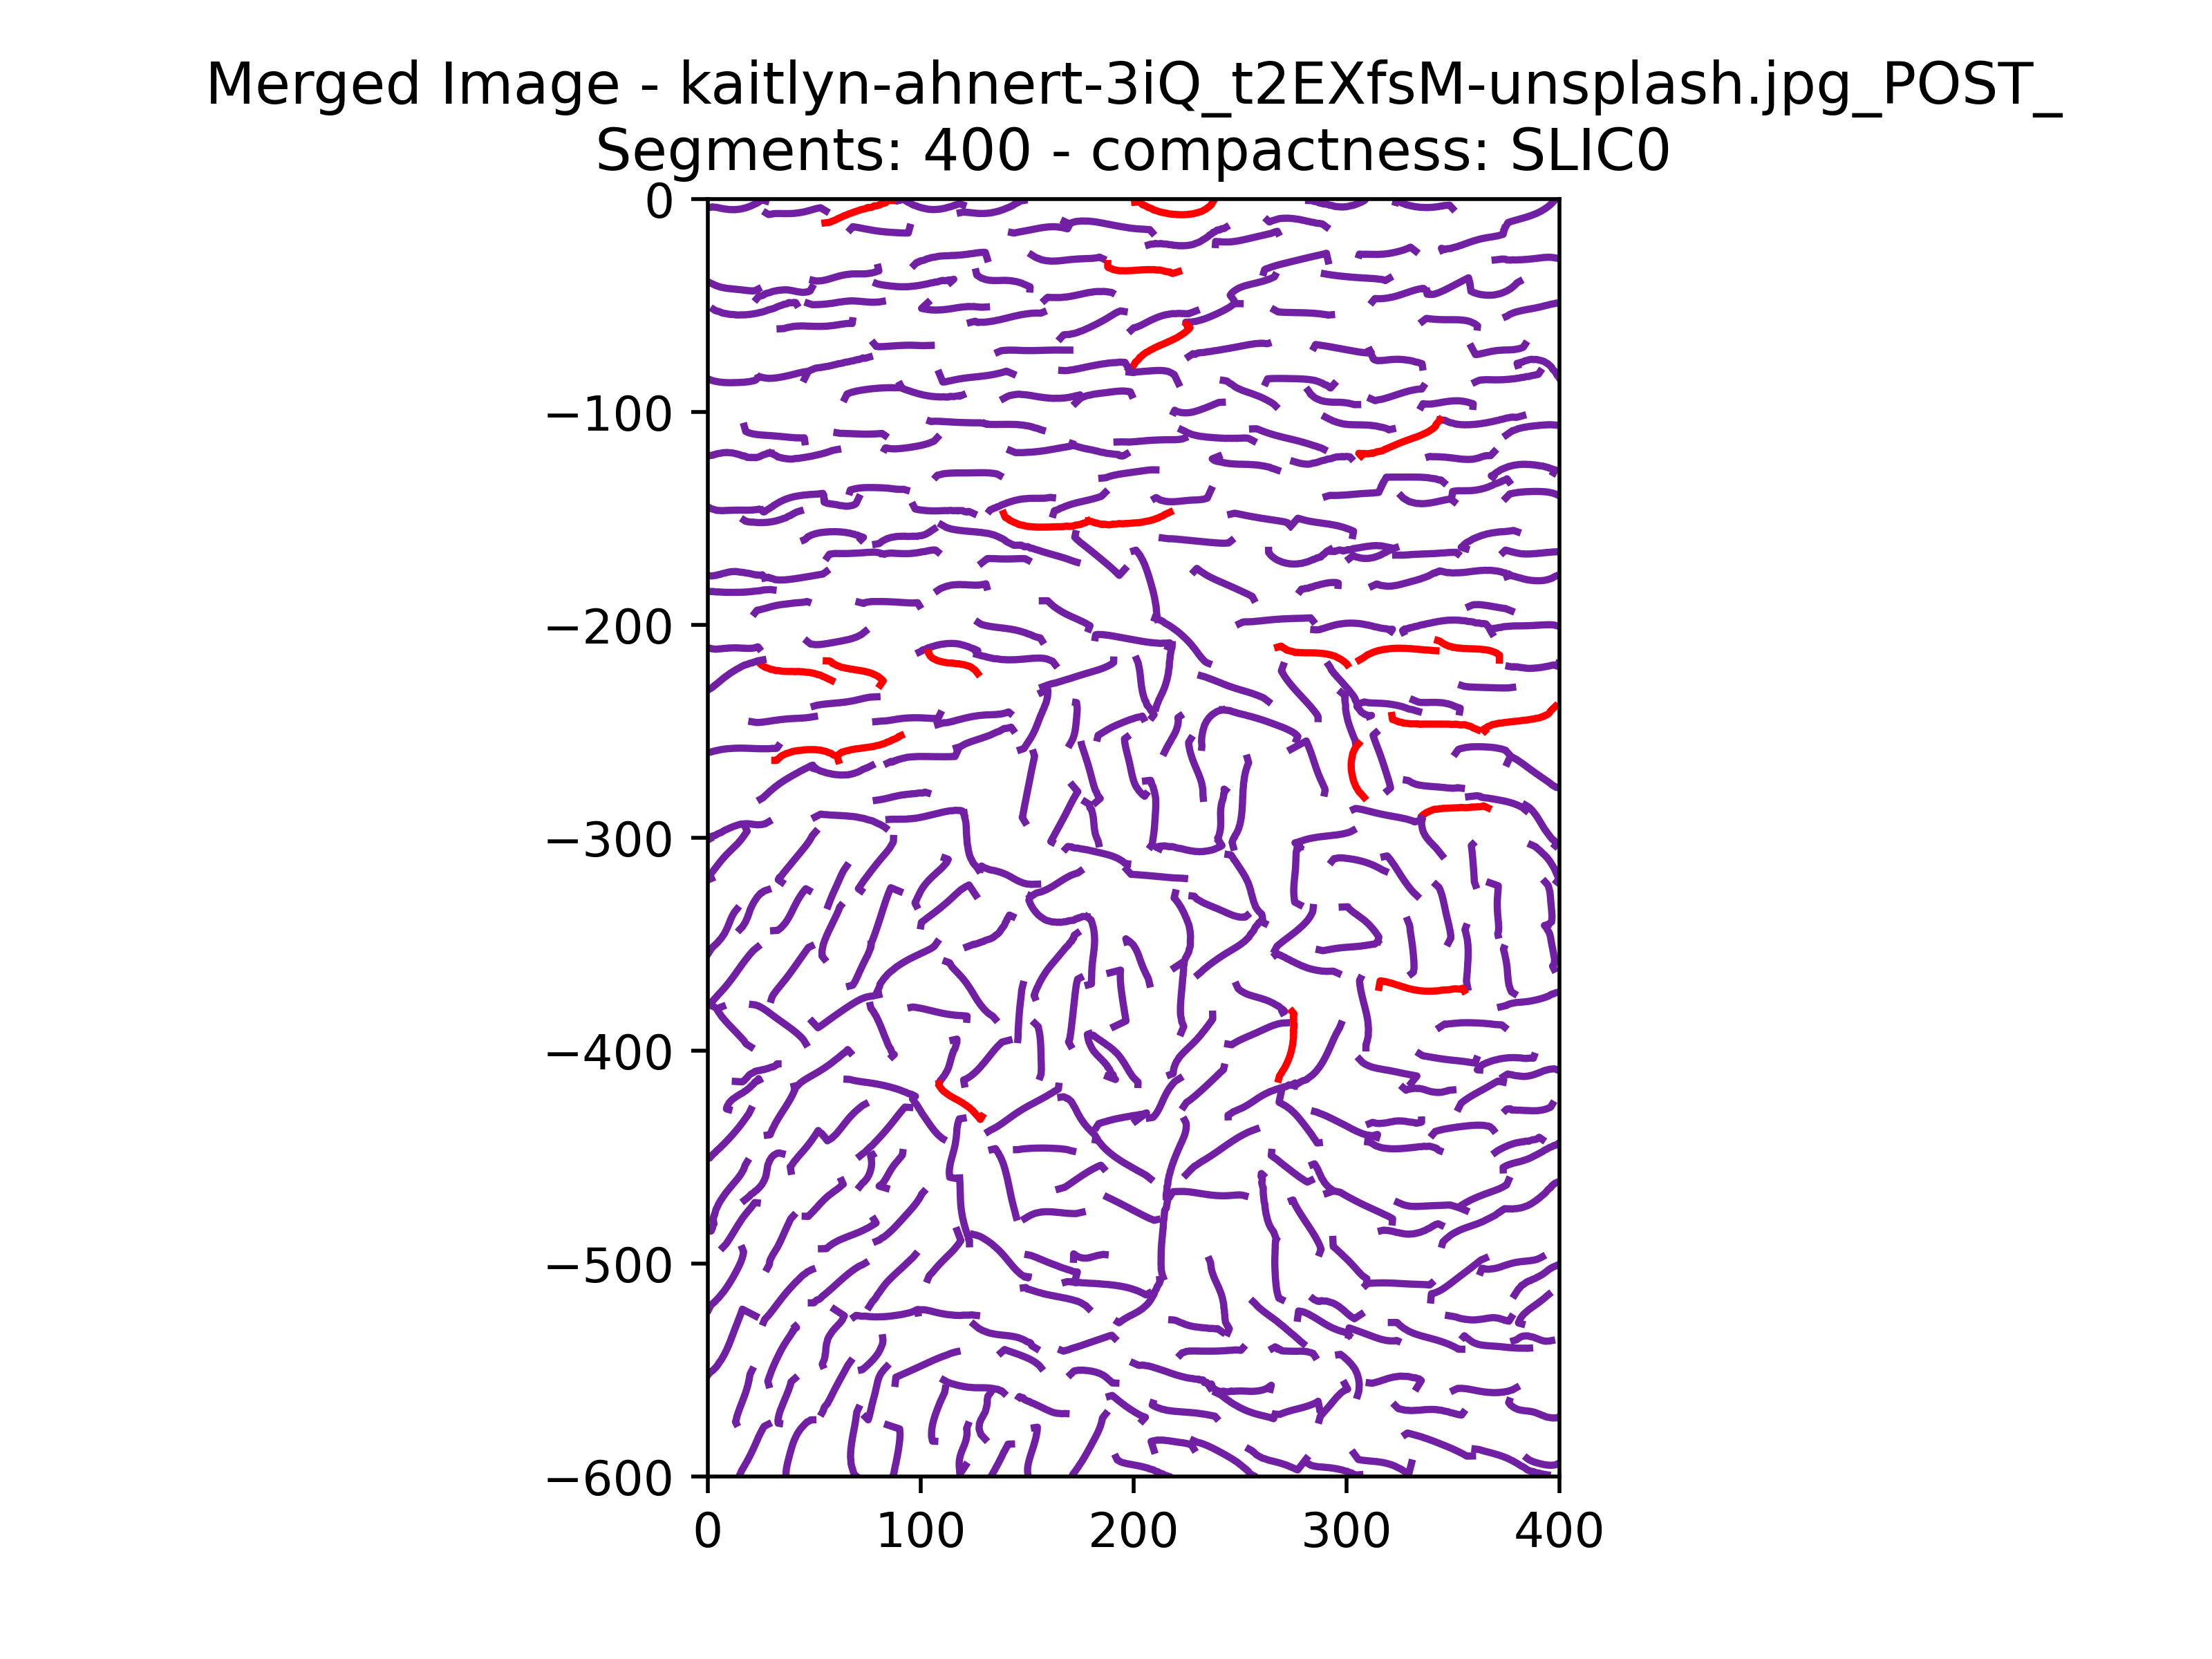 Merged Image - kaitlyn-ahnert-3iQ_t2EXfsM-unsplash.jpg_POST_
Segments: 400 - compactness: SLIC0
0
−100
−200
−300
−400
−500
−600
0 100 200 300 400